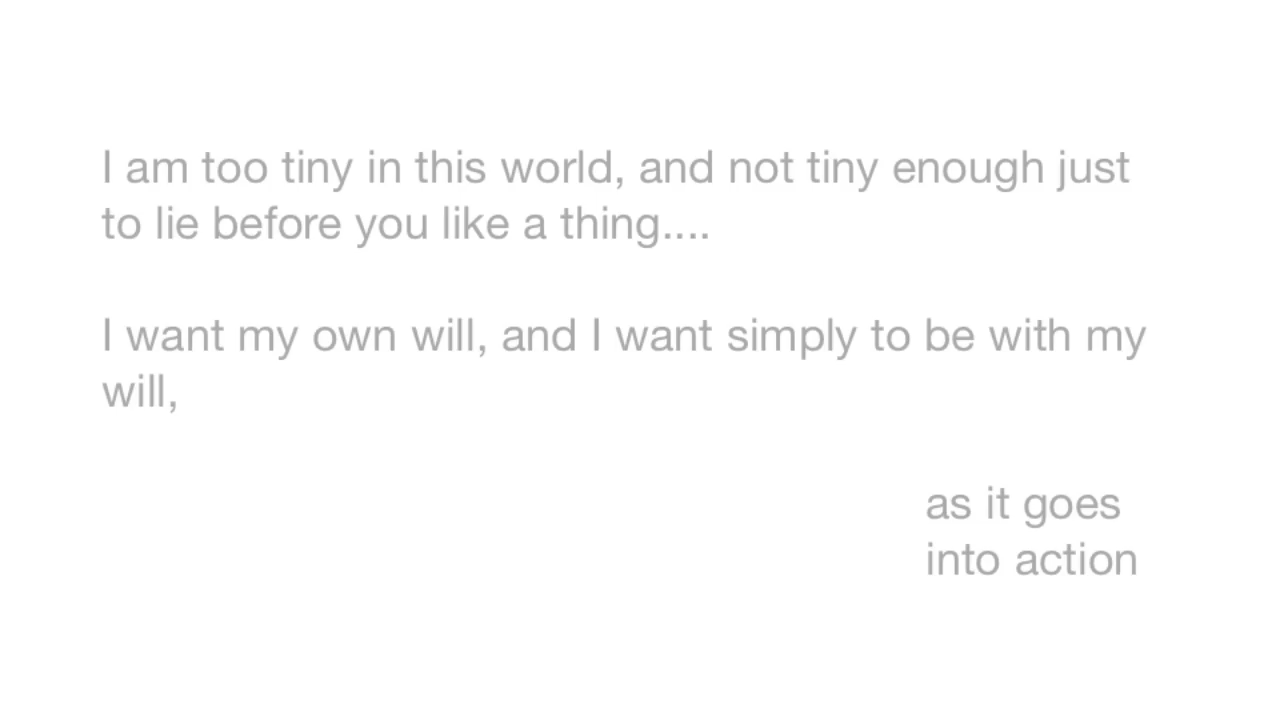 I am too tiny in this world, and not tiny enough just
to lie before you like a thing....
I want my own will, and I want simply to be with my
will,
as it goes
into action